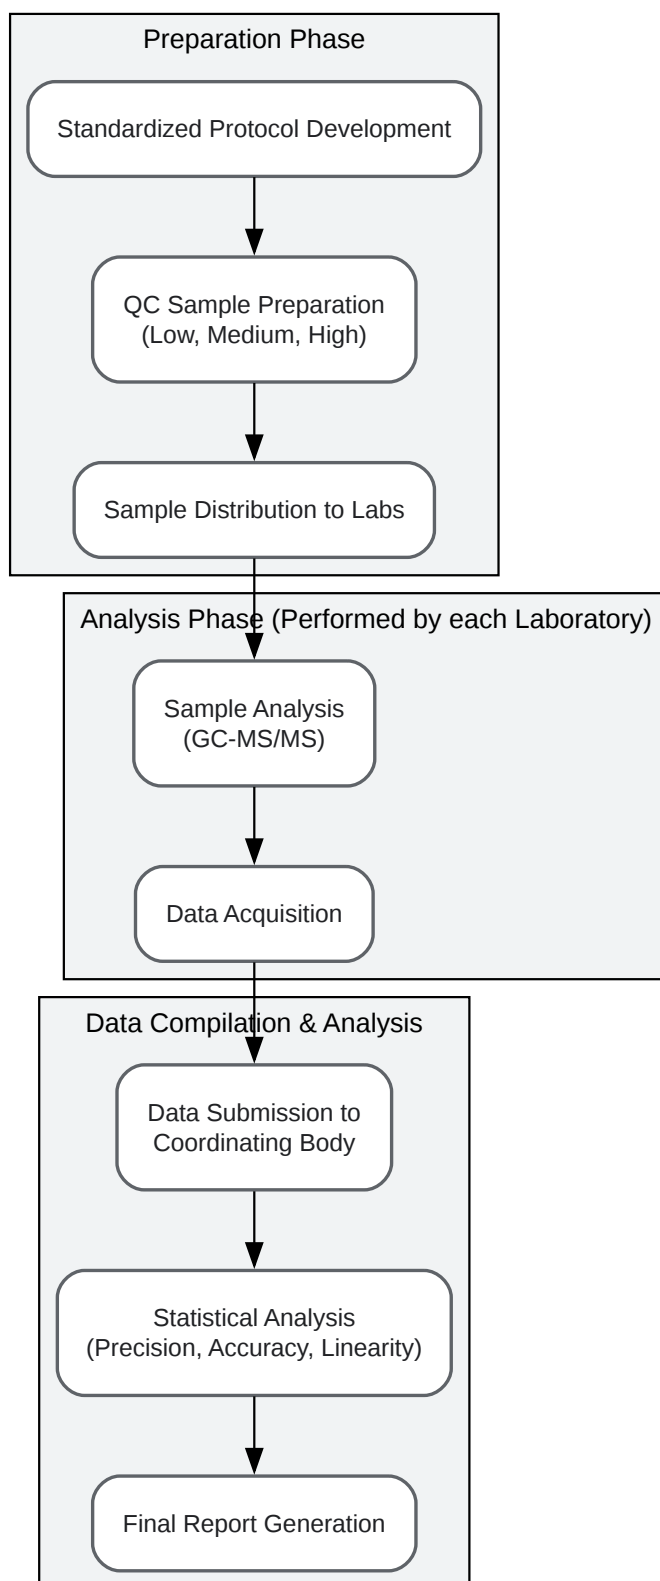 Preparation Phase
Standardized Protocol Development
QC Sample Preparation
(Low, Medium, High)
Sample Distribution to Labs
Analysis Phase (Performed by each Laboratory)
Sample Analysis
(GC-MS/MS)
Data Acquisition
Data Compilation & Analysis
Data Submission to
Coordinating Body
Statistical Analysis
(Precision, Accuracy, Linearity)
Final Report Generation